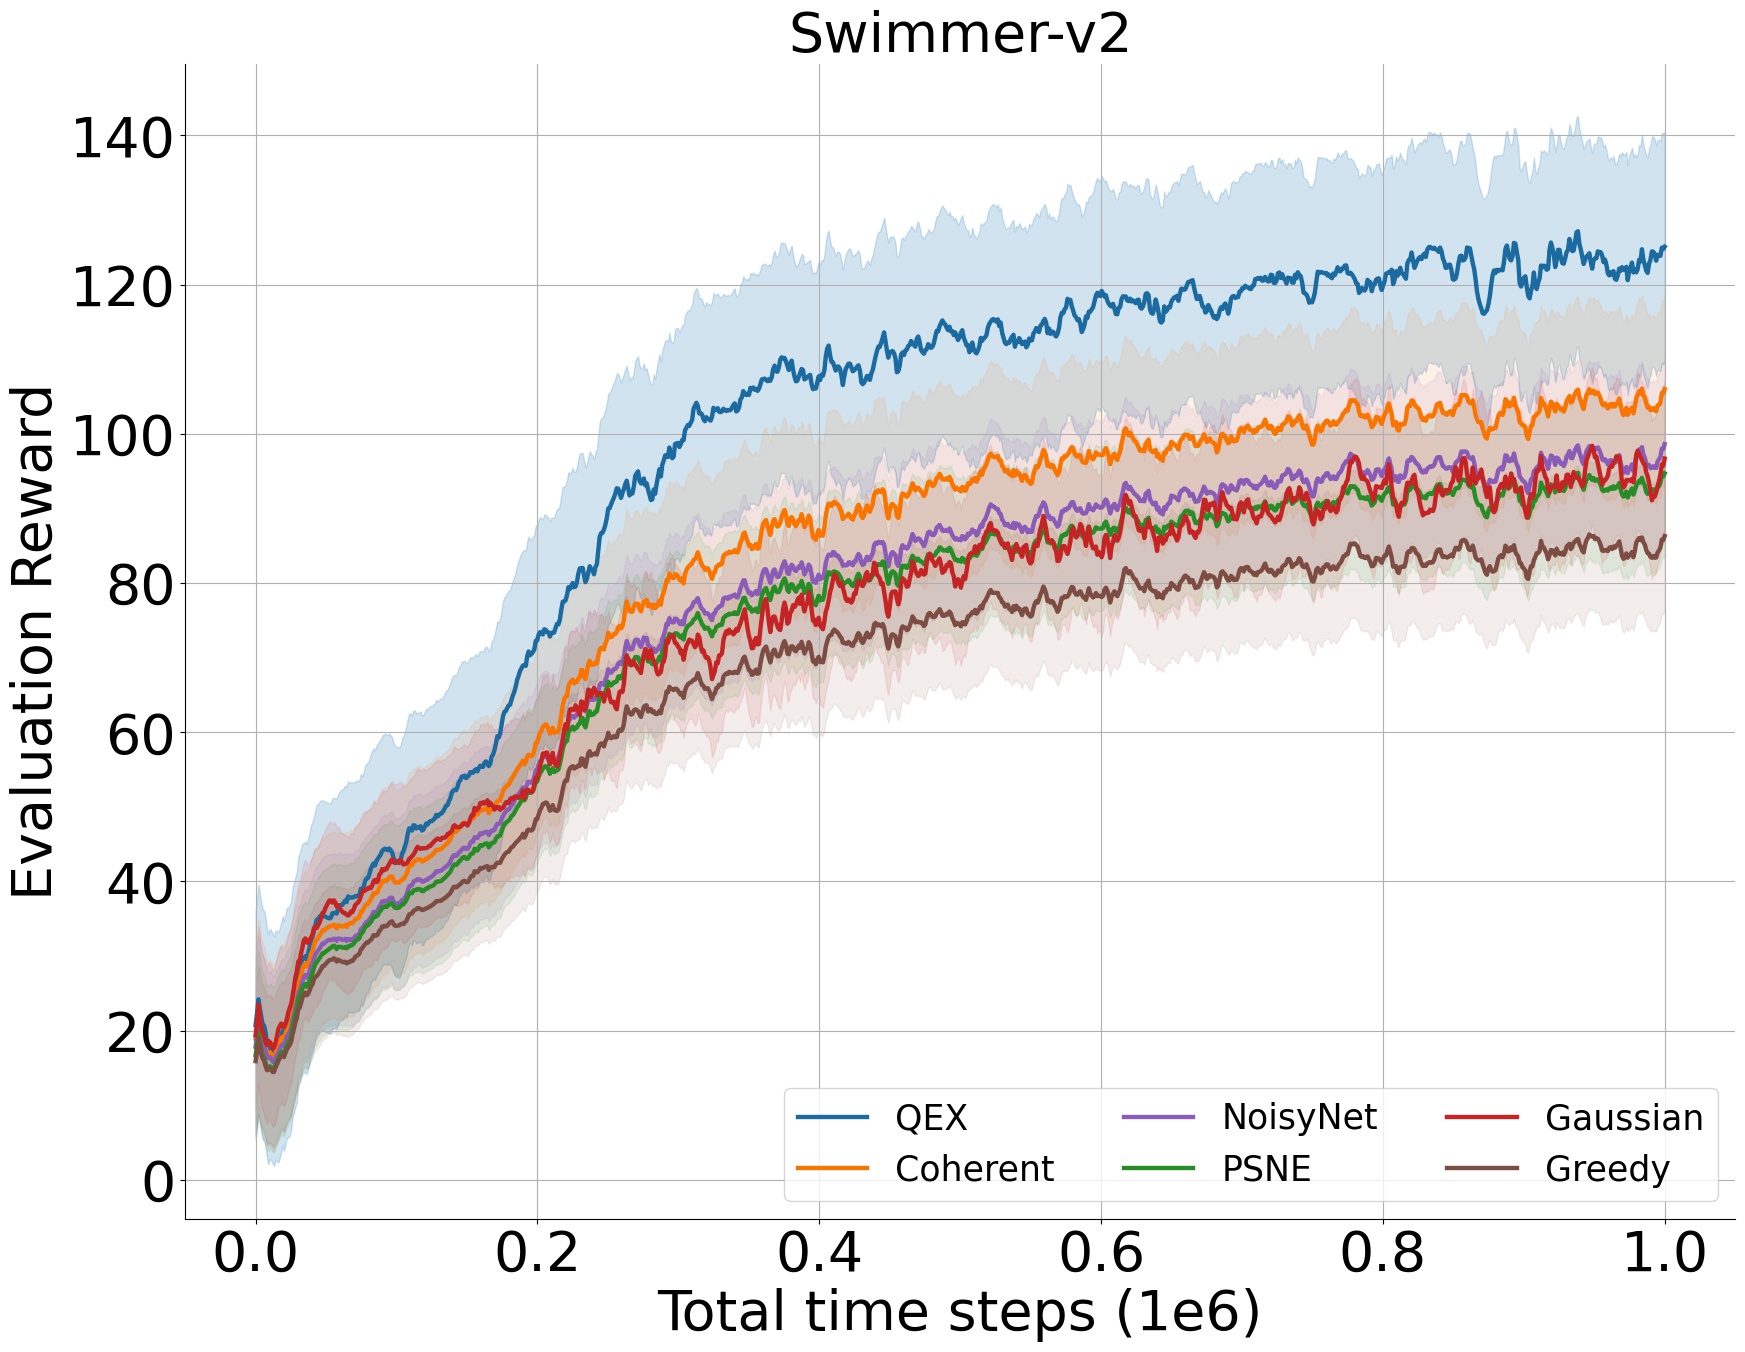 Swimmer-v2
Evaluation Reward
140
120
100
80
60
40
20
0
0.0 0.2 0.4 0.6 0.8 1.0
Total time steps (1e6)
QEX NoisyNet Gaussian
Coherent PSNE Greedy